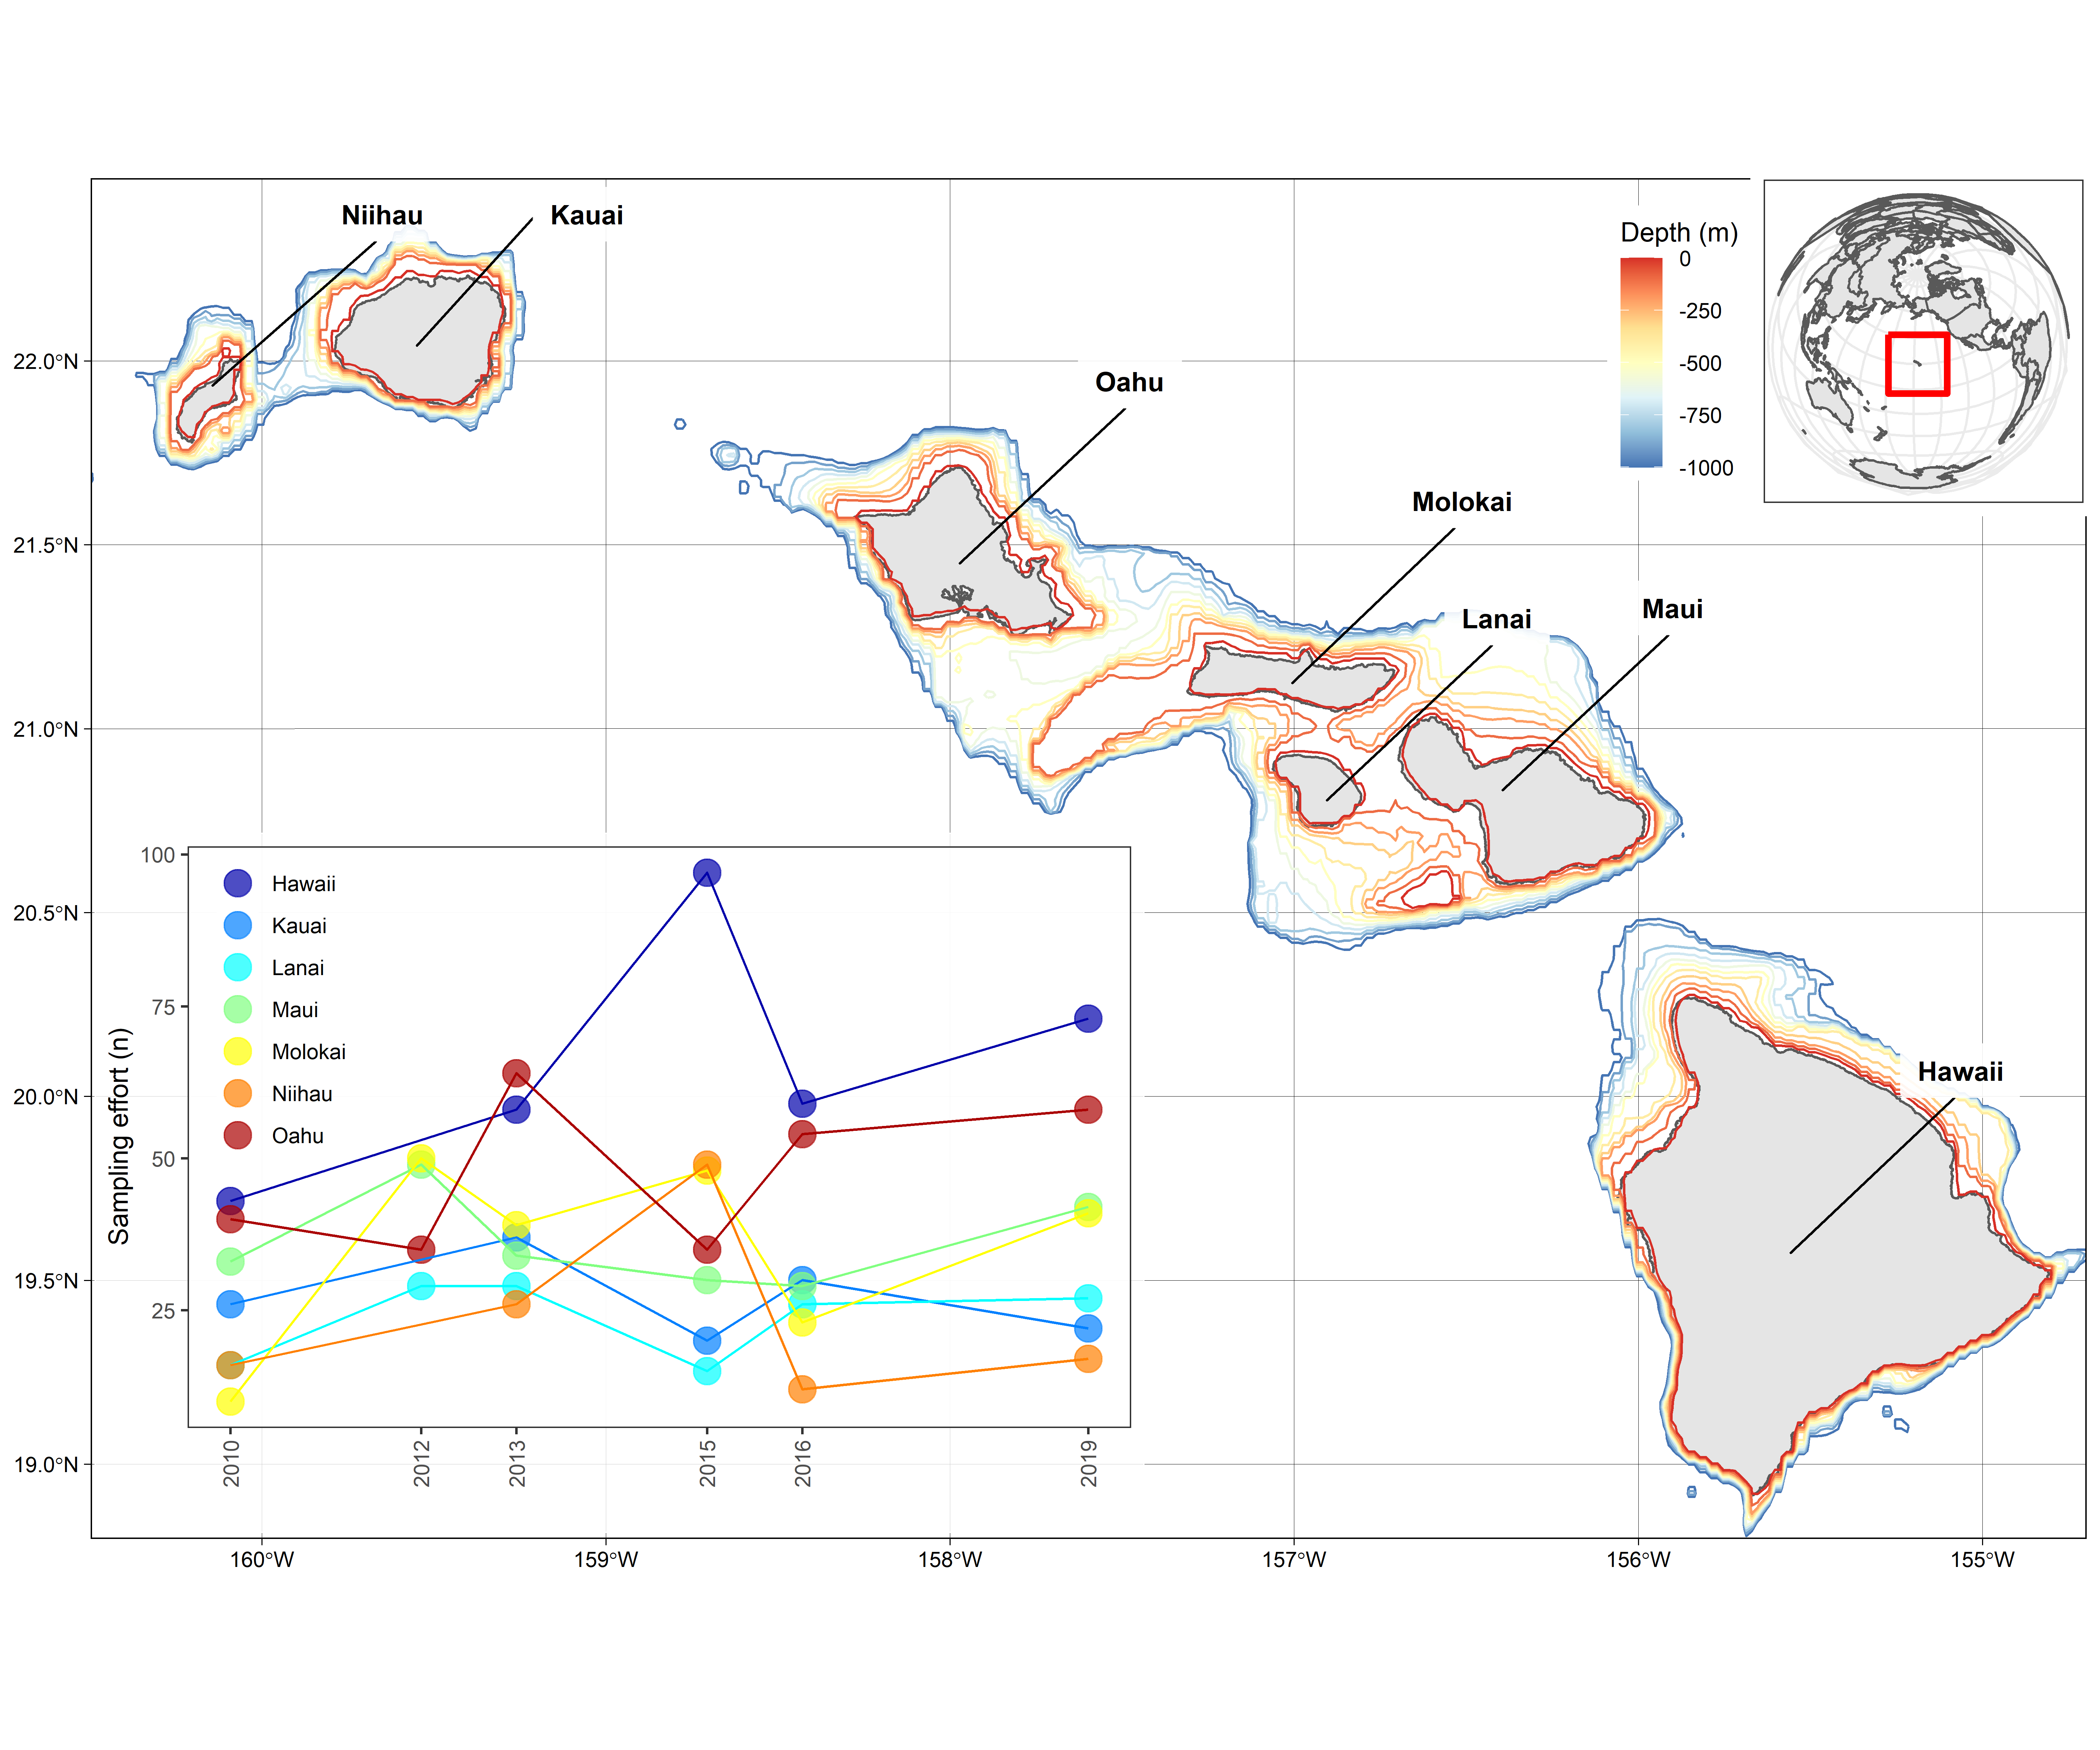 Niihau
Kauai
Depth (m)
0
-250
-500
-750
-1000
22.0°N
21.5°N
21.0°N
20.5°N
20.0°N
19.5°N
19.0°N
Oahu
Molokai
Lanai
Maui
Hawaii
Sampling effort (n)
100
75
50
25
Hawaii
Kauai
Lanai
Maui
Molokai
Niihau
Oahu
2010
2012
2013
2015
2016
2019
160°W
159°W
158°W
157°W
156°W
155°W